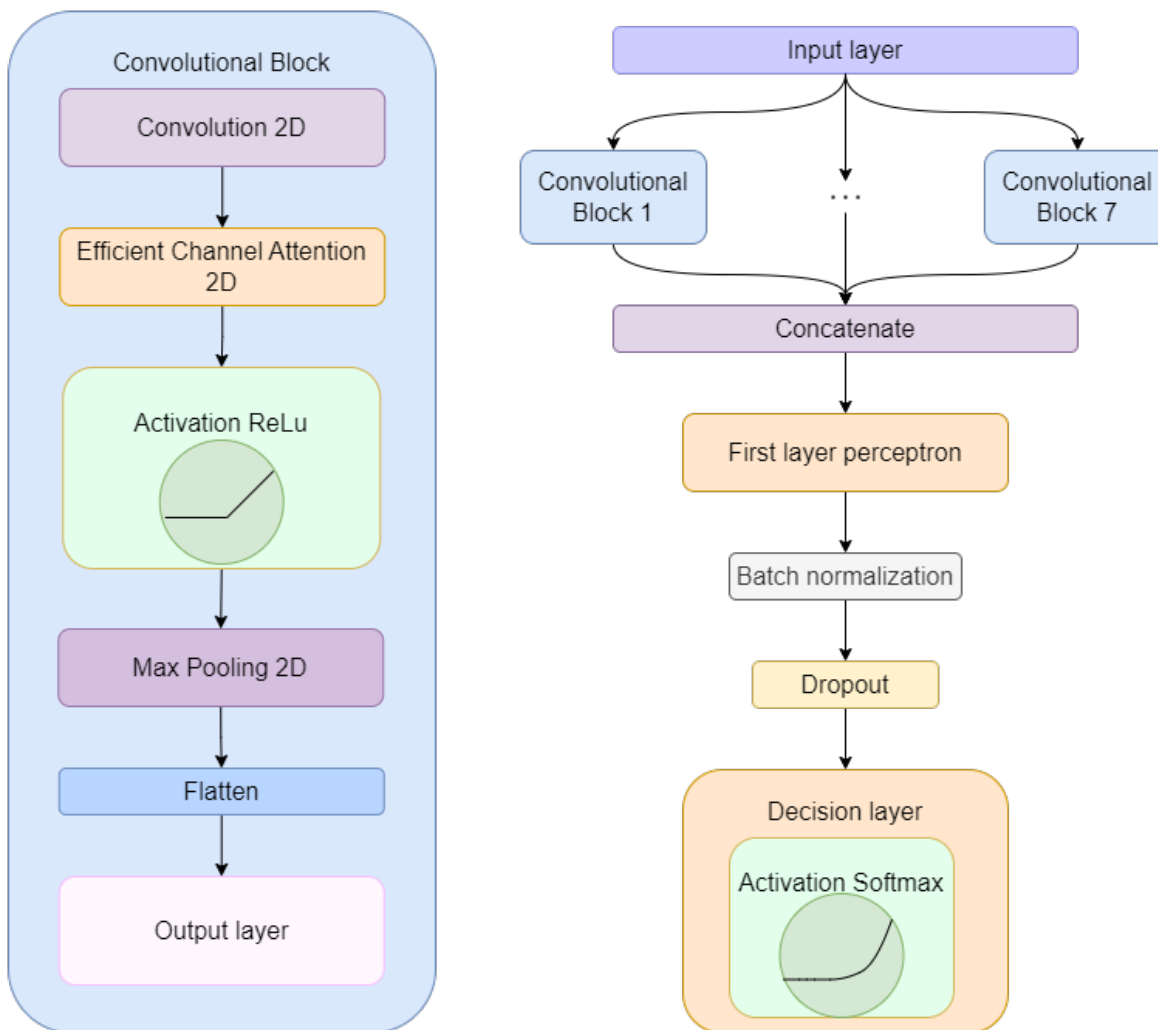 Convolutional Block
Convolution 2D
Efficient Channel Attention
2D
Activation ReLu
Max Pooling 2D
Flatten
Output layer
Input layer
Convolutional
Block 1
...
Convolutional
Block 7
Concatenate
First layer perceptron
Batch normalization
Dropout
Decision layer
Activation Softmax